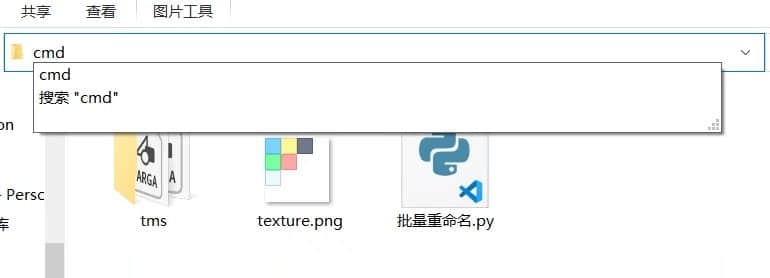 共享 查看 图片工具
cmd
cmd
搜索 "cmd"
on
ARGA
- Persc
库
tms texture.png 批量重命名.py